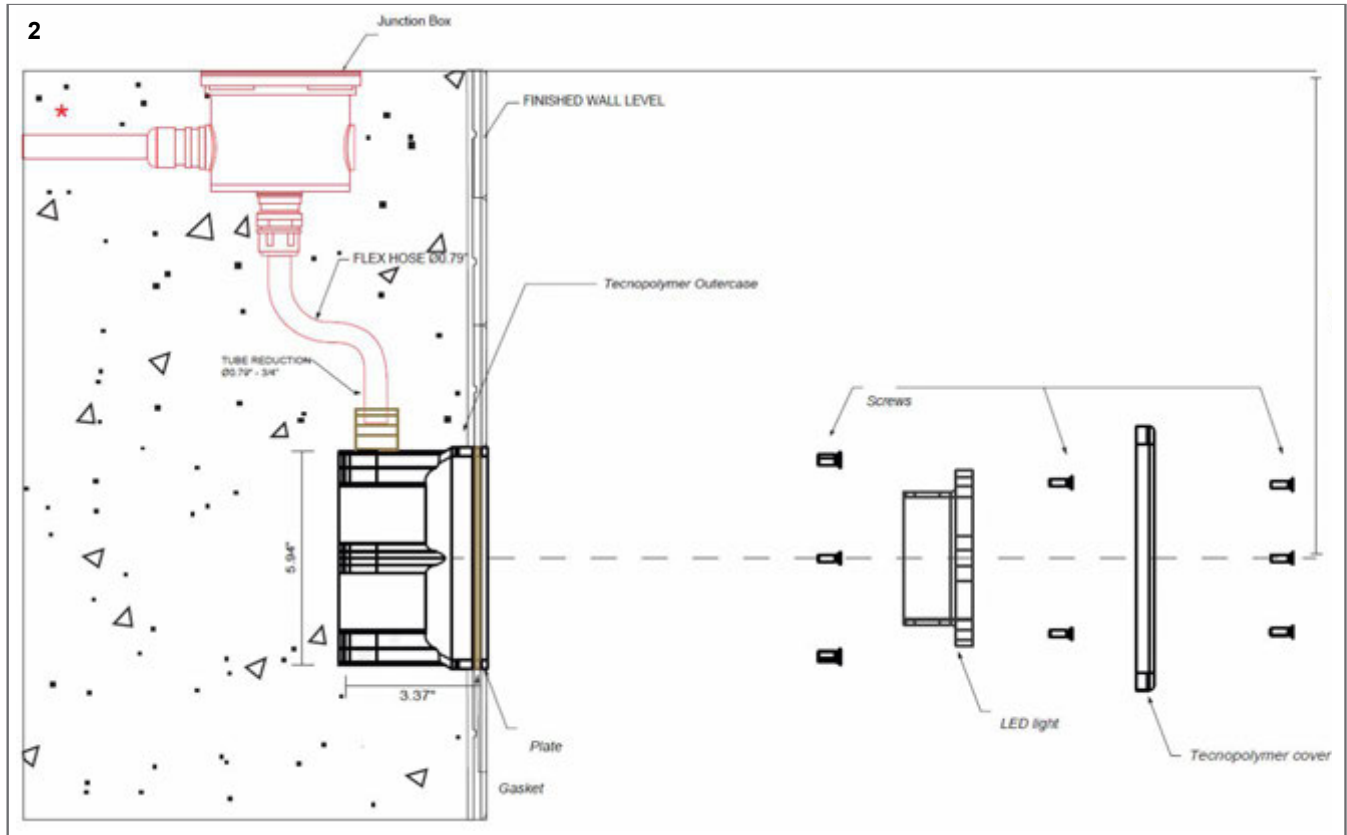 2
Junction Box
*
FINISHED WALL LEVEL
FLEX HOSE Ø0.79"
Tecnopolymer Outercase
TUBE REDUCTION
Ø0.79" - 3/4"
Screws
5.94"
3.37"
LED light
Plate
Tecnopolymer cover
Gasket